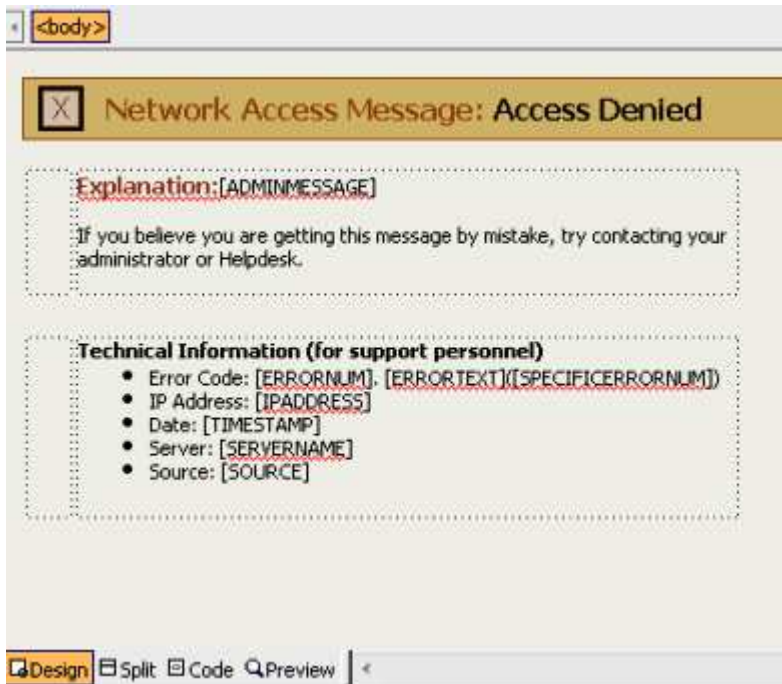 <body>
X Network Access Message: Access Denied
Explanation:[ADMINMESSAGE]
If you believe you are getting this message by mistake, try contacting your
administrator or Helpdesk.
Technical Information (for support personnel)
• Error Code: [ERRORNUM]. [ERRORTEXT]([SPECIFICERRORNUM])
• IP Address: [IPADDRESS]
• Date: [TIMESTAMP]
• Server: [SERVERNAME]
• Source: [SOURCE]
Design Split Code Preview